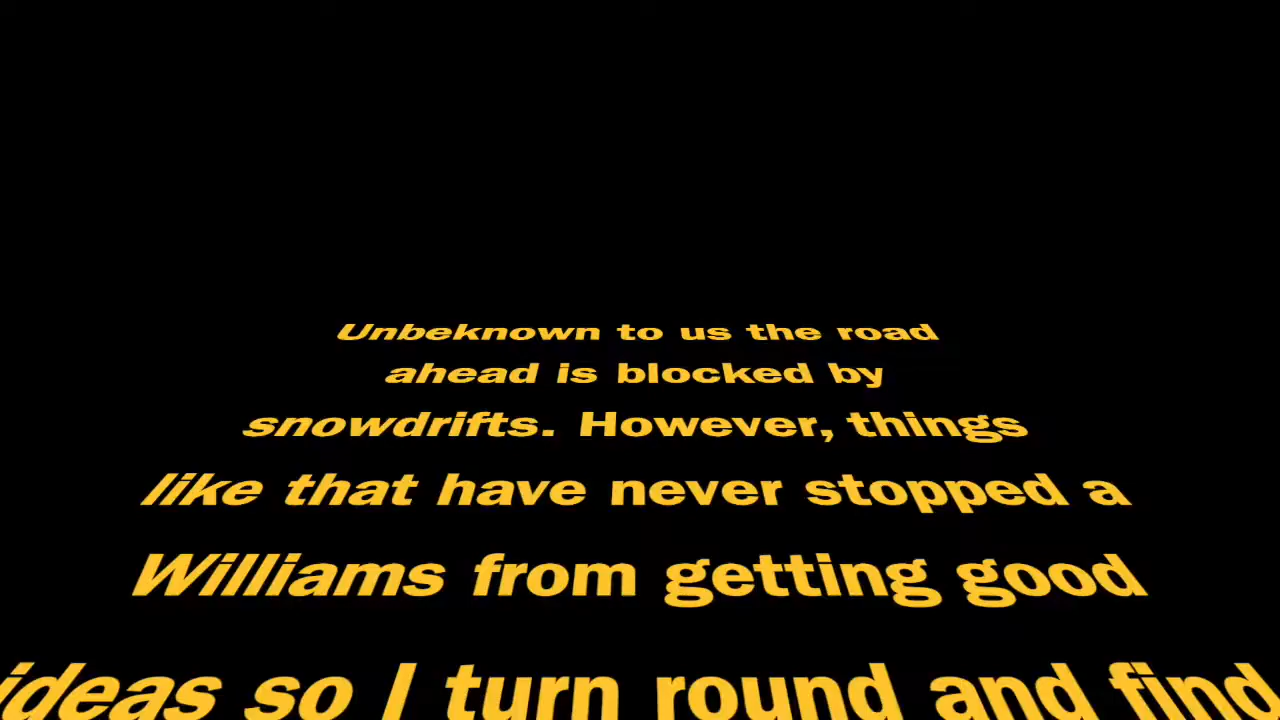 Unbeknown to us the road
ahead is blocked by
snowdrifts. However, things
like that have never stopped a
Williams from getting good
ideas so I turn round and find